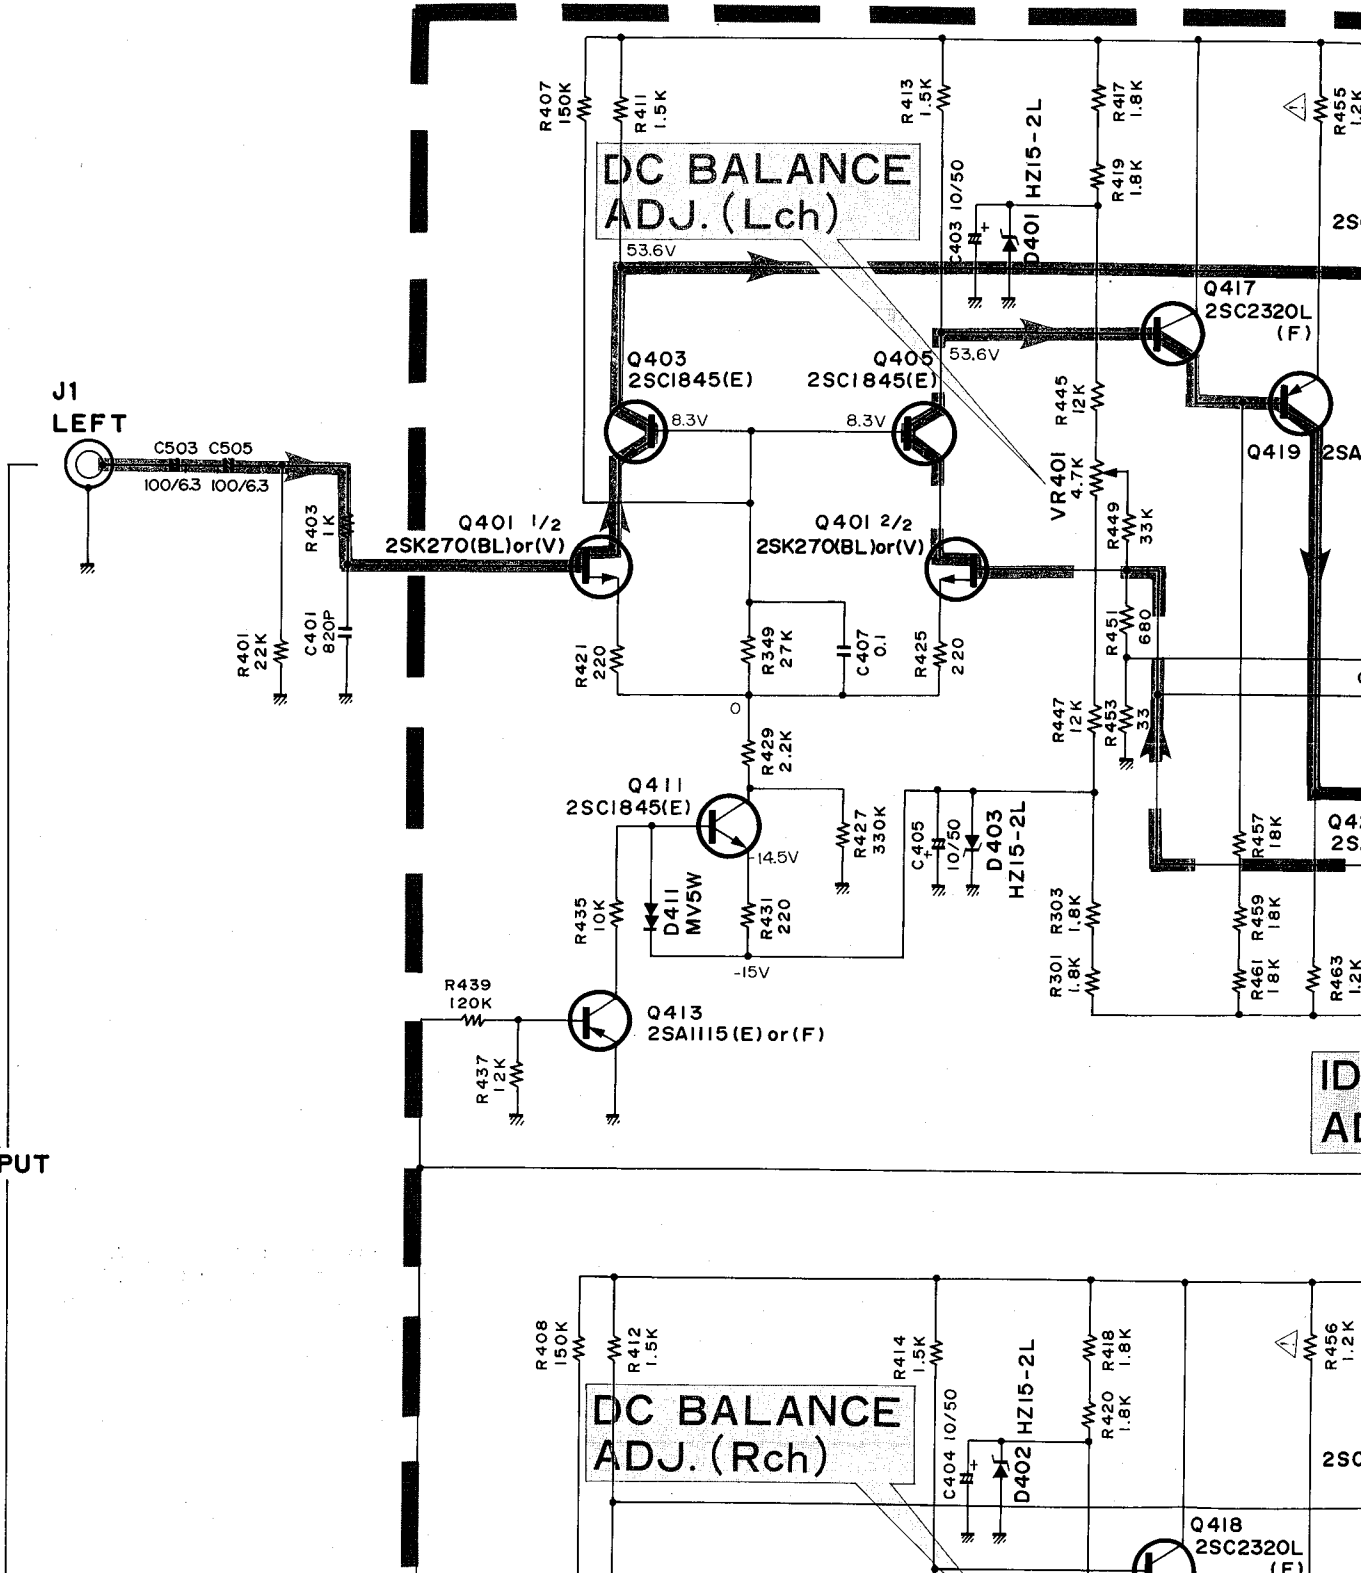 R407
150K
R411
1.5K
R413
1.5K
R417
1.8K
R455
1.2K
DC BALANCE
ADJ. (Lch)
C403 10/50
+
D401 HZ15-2L
R419
1.8K
53.6V
Q417
2SC2320L
(F)
Q403
2SC1845(E)
Q405
2SC1845(E)
53.6V
J1
LEFT
8.3V
8.3V
R445
12K
C503 C505
100/6.3 100/6.3
Q419
2SA
VR401
4.7K
R403
1K
Q401 1/2
2SK270(BL)or(V)
Q401 2/2
2SK270(BL)or(V)
R449
33K
R401
22K
C401
820P
R421
220
R349
27K
C407
0.1
R425
220
R451
680
0
R447
12K
R453
33
R429
2.2K
Q411
2SC1845(E)
-14.5V
R427
330K
C405
+
10/50
D403
HZ15-2L
R457
18K
R435
10K
D411
MV5W
R431
220
R303
1.8K
R459
18K
-15V
R301
1.8K
R461
18K
R463
1.2K
R439
120K
Q413
2SA1115(E)or(F)
R437
12K
ID
PUT
R408
150K
R412
1.5K
R414
1.5K
R418
1.8K
R456
1.2K
DC BALANCE
ADJ. (Rch)
C404 10/50
+
D402 HZ15-2L
R420
1.8K
2SC
Q418
2SC2320L
(F)